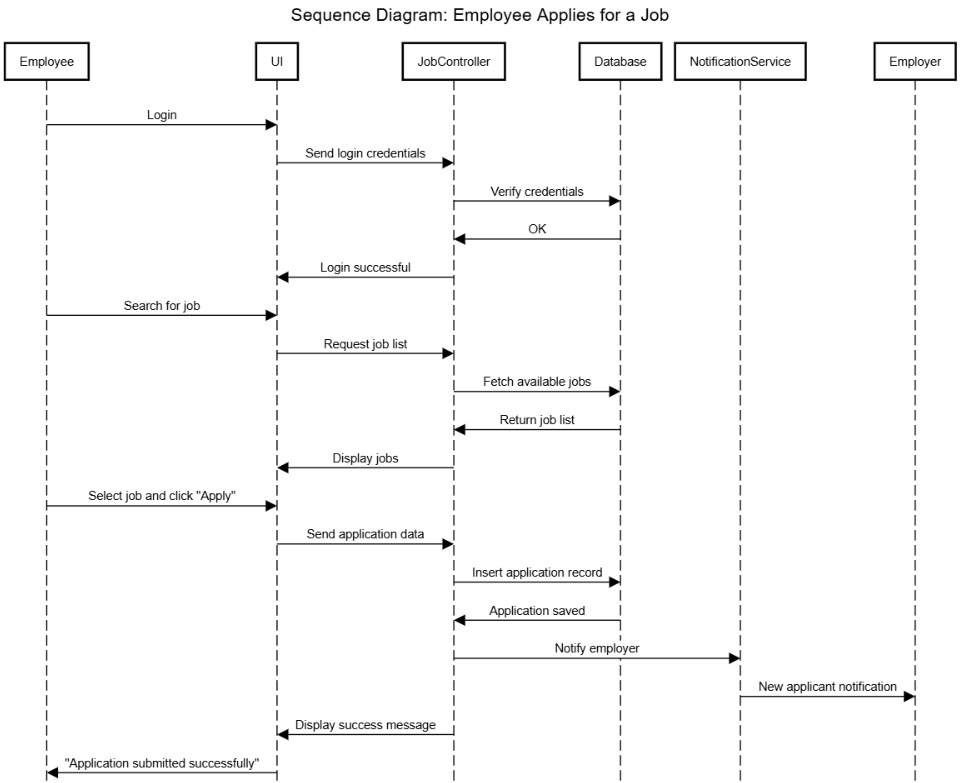 Sequence Diagram: Employee Applies for a Job
Employee
UI
JobController
Database
NotificationService
Employer
Login
Send login credentials
Verify credentials
OK
Login successful
Search for job
Request job list
Fetch available jobs
Return job list
Display jobs
Select job and click "Apply"
Send application data
Insert application record
Application saved
Notify employer
New applicant notification
Display success message
"Application submitted successfully"